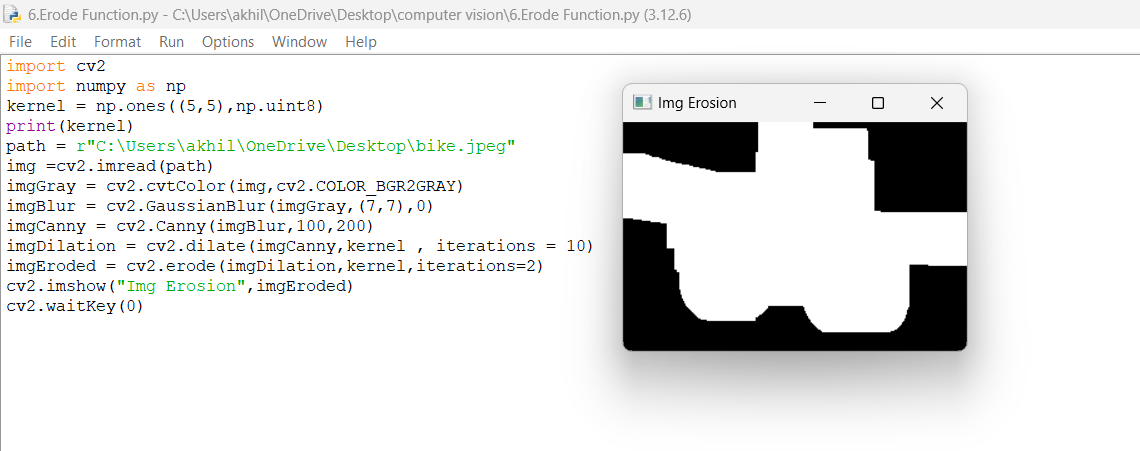 6.Erode Function.py - C:\Users\akhil\OneDrive\Desktop\computer vision\6.Erode Function.py (3.12.6)
File Edit Format Run Options Window Help
import cv2
import numpy as np
kernel = np.ones((5,5),np.uint8)
print(kernel)
path = r"C:\Users\akhil\OneDrive\Desktop\bike.jpeg"
img =cv2.imread(path)
imgGray = cv2.cvtColor(img,cv2.COLOR_BGR2GRAY)
imgBlur = cv2.GaussianBlur(imgGray,(7,7),0)
imgCanny = cv2.Canny(imgBlur,100,200)
imgDilation = cv2.dilate(imgCanny,kernel , iterations = 10)
imgEroded = cv2.erode(imgDilation,kernel,iterations=2)
cv2.imshow("Img Erosion",imgEroded)
cv2.waitKey(0)
Img Erosion